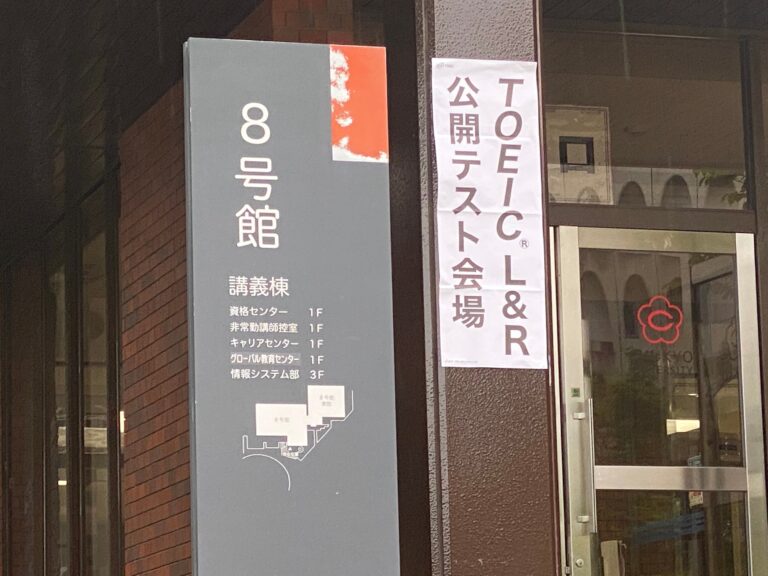 8号館
講義棟
資格センター 1F
非常勤講師控室 1F
キャリアセンター 1F
グローバル教育センター 1F
情報システム部 3F
8号館
TOEIC® L&R
公開テスト会場
C